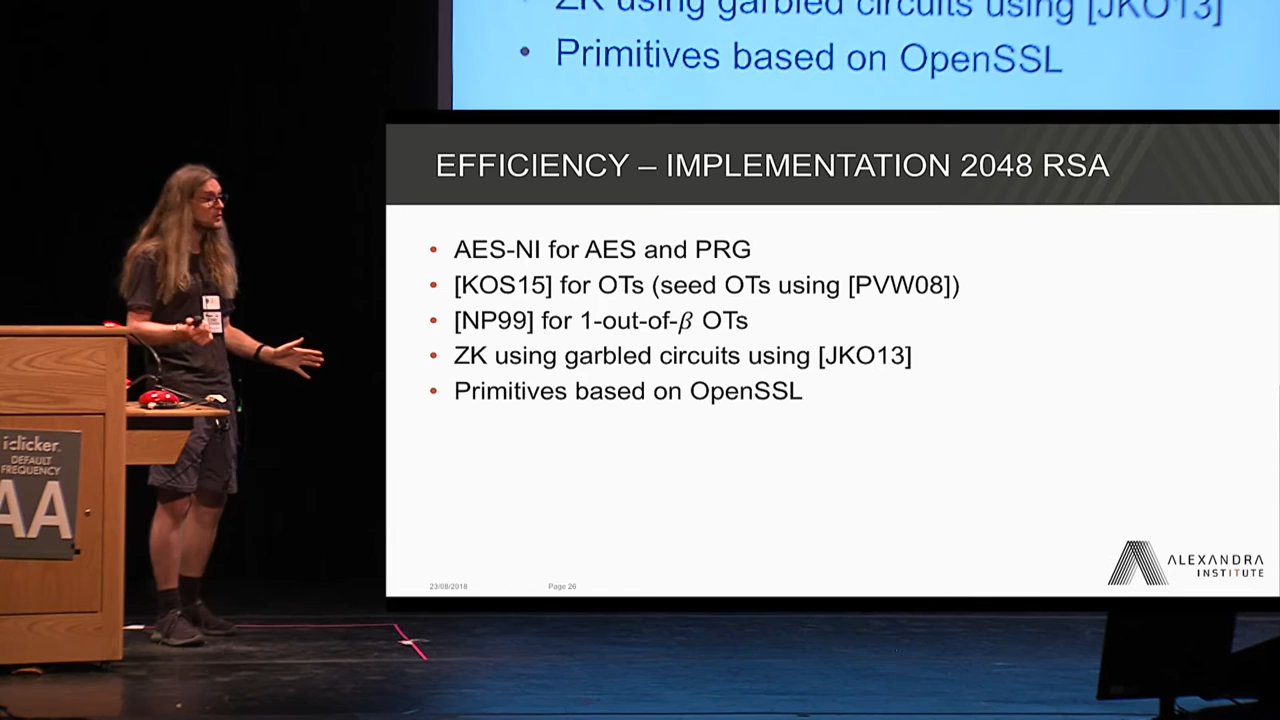 ZK using garbled circuits using [JKO13]
• Primitives based on OpenSSL
EFFICIENCY – IMPLEMENTATION 2048 RSA
• AES-NI for AES and PRG
• [KOS15] for OTs (seed OTs using [PVW08])
• [NP99] for 1-out-of-β OTs
• ZK using garbled circuits using [JKO13]
• Primitives based on OpenSSL
23/08/2018
Page 26
ALEXANDRA
INSTITUTE
iclicker.
DEFAULT
FREQUENCY
AA